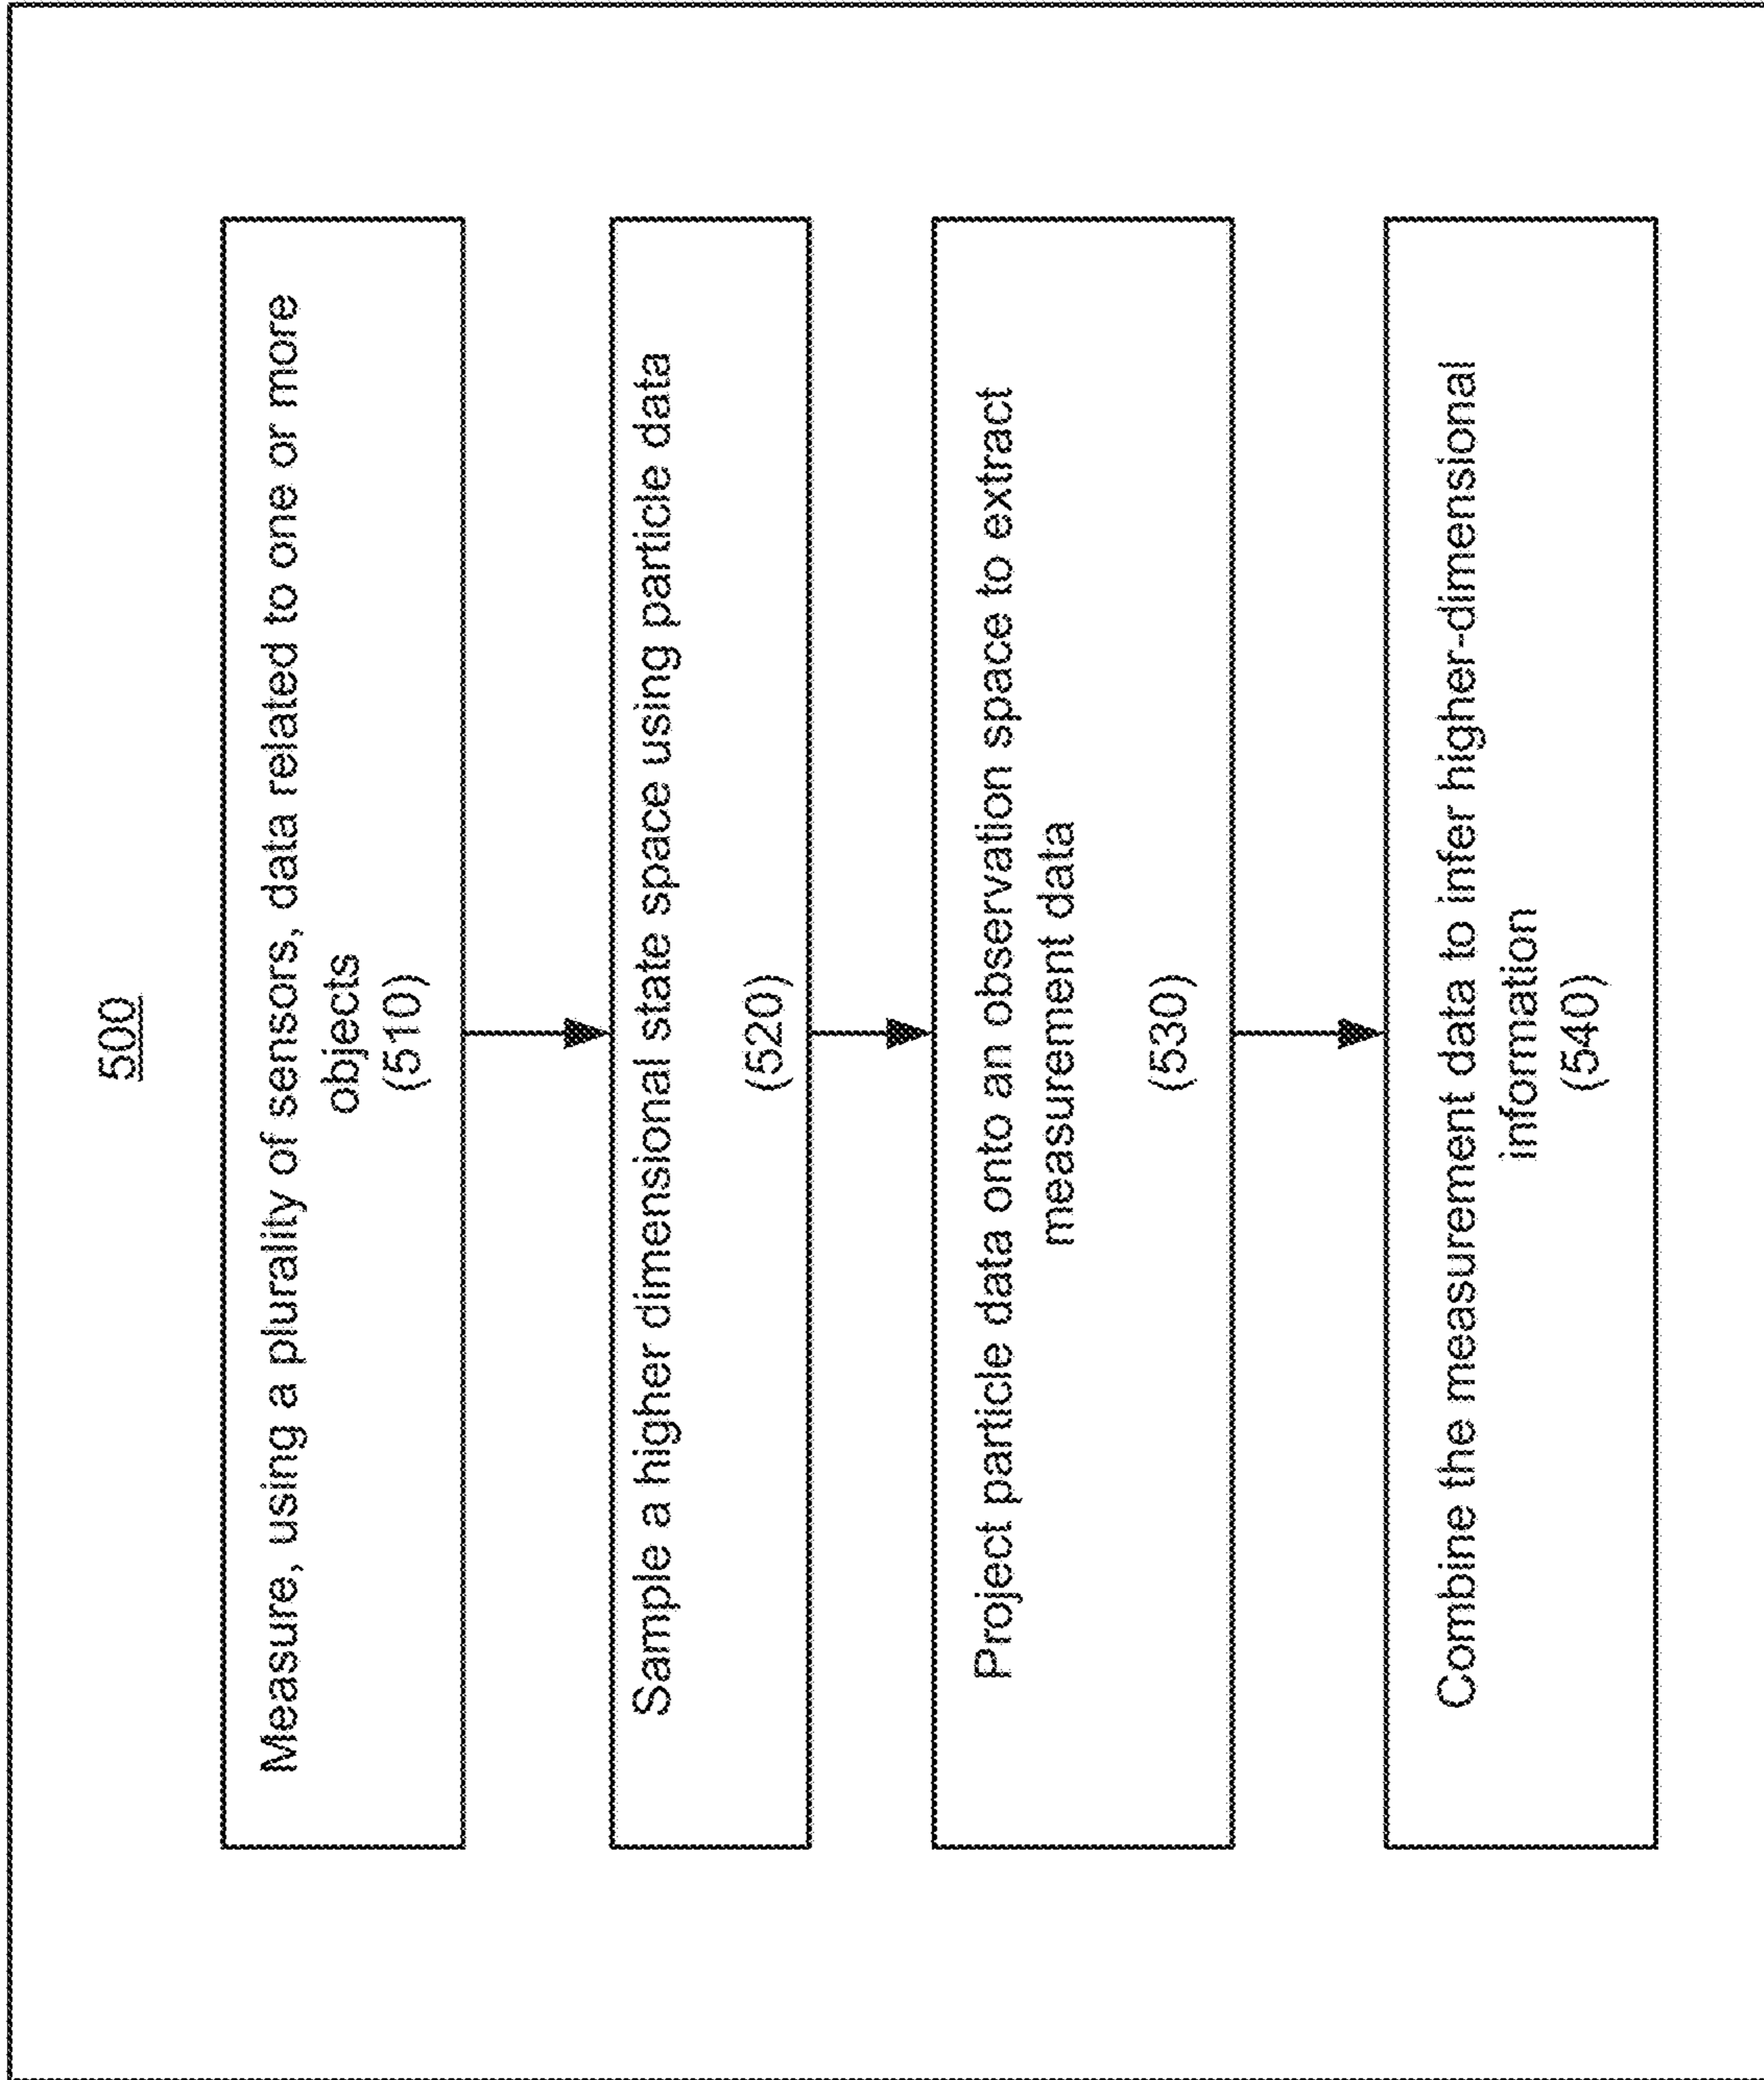 500
Measure, using a plurality of sensors, data related to one or more
objects
(510)
Sample a higher dimensional state space using particle data
(520)
Project particle data onto an observation space to extract
measurement data
(530)
Combine the measurement data to infer higher-dimensional
information
(540)